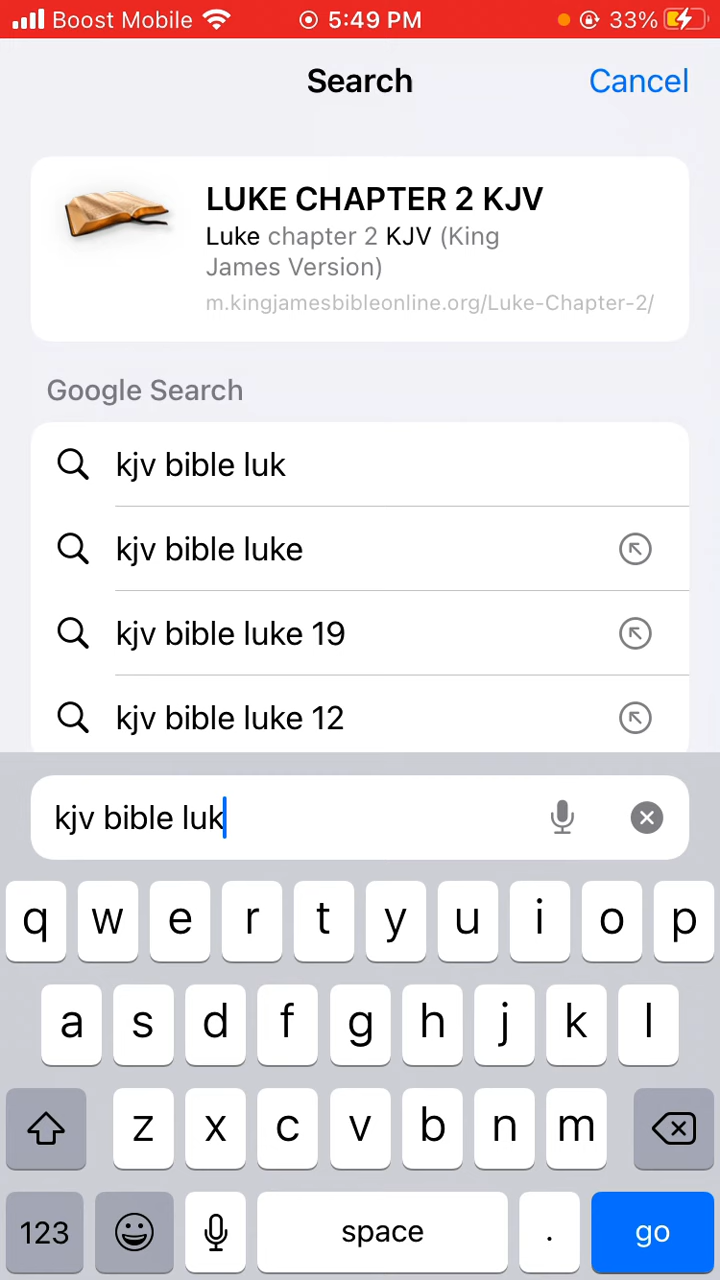 Boost Mobile 5:49 PM 33%
Search Cancel
LUKE CHAPTER 2 KJV
Luke chapter 2 KJV (King
James Version)
m.kingjamesbibleonline.org/Luke-Chapter-2/
Google Search
kjv bible luk
kjv bible luke
kjv bible luke 19
kjv bible luke 12
kjv bible luk
q w e r t y u i o p
a s d f g h j k l
z x c v b n m
123 space . go